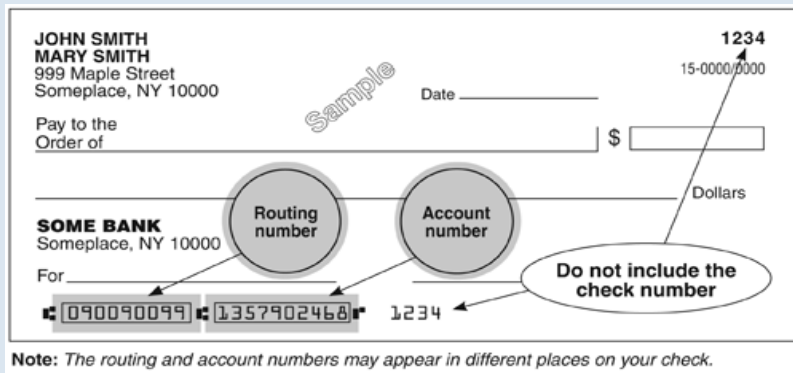 JOHN SMITH
MARY SMITH
999 Maple Street
Someplace, NY 10000
1234
15-0000/0000
Sample
Date
Pay to the
Order of
$
Dollars
Routing
number
Account
number
SOME BANK
Someplace, NY 10000
For
Do not include the
check number
090090099 1357902468 1234
Note: The routing and account numbers may appear in different places on your check.